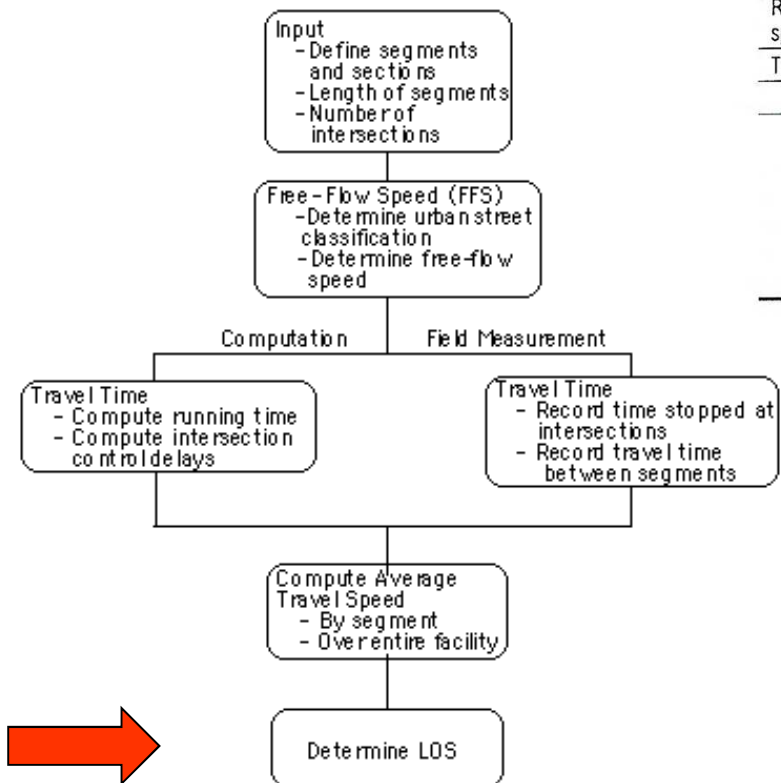 Input
- Define segments
and sections
- Length of segments
- Number of
intersections
Free-Flow Speed (FFS)
- Determine urban street
classification
- Determine free-flow
speed
Computation
Field Measurement
Travel Time
- Compute running time
- Compute intersection
control delays
Travel Time
- Record time stopped at
intersections
- Record travel time
between segments
Compute Average
Travel Speed
- By segment
- Over entire facility
Determine LOS
R
s
T